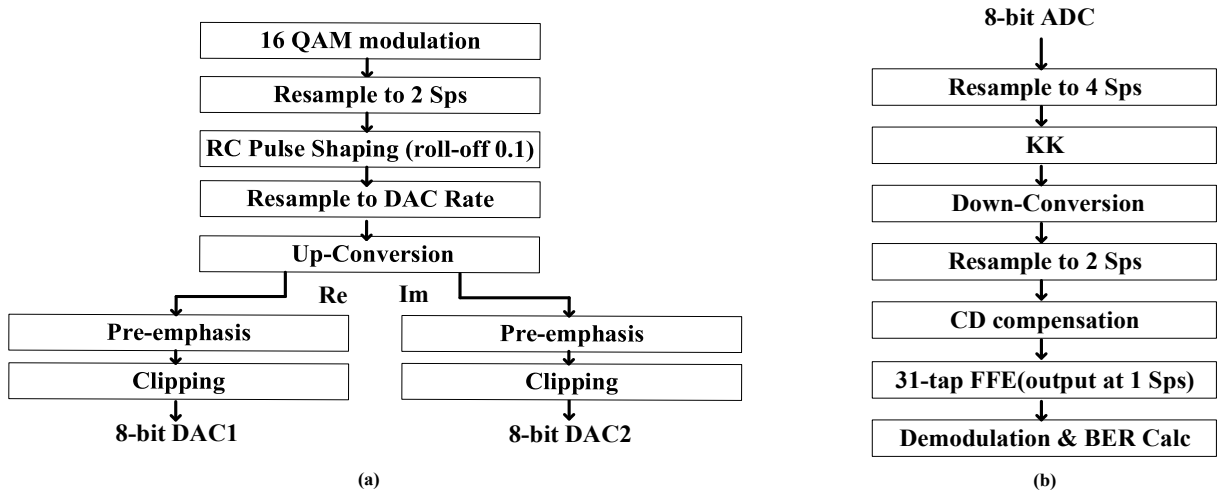 16 QAM modulation
Resample to 2 Sps
RC Pulse Shaping (roll-off 0.1)
Resample to DAC Rate
Up-Conversion
Re
Im
Pre-emphasis
Clipping
8-bit DAC1
Pre-emphasis
Clipping
8-bit DAC2
(a)
8-bit ADC
Resample to 4 Sps
KK
Down-Conversion
Resample to 2 Sps
CD compensation
31-tap FFE(output at 1 Sps)
Demodulation & BER Calc
(b)